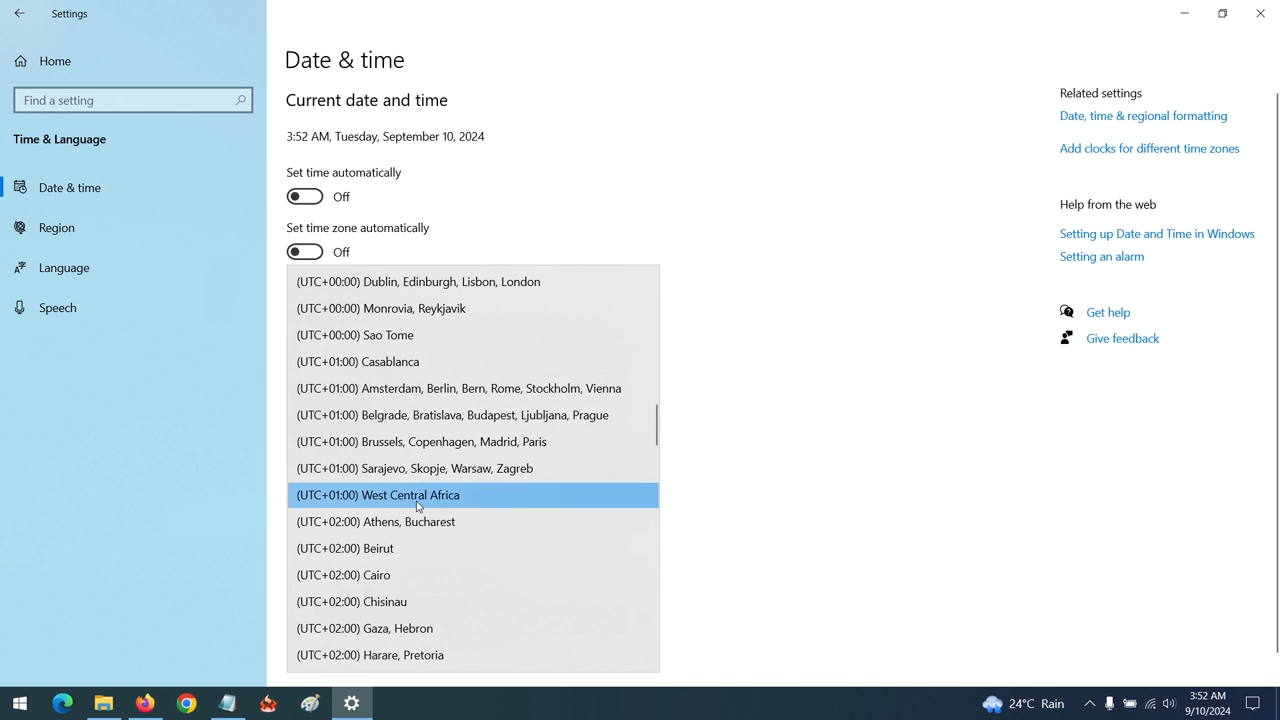 Settings
Home
Find a setting
Time & Language
Date & time
Region
Language
Speech
Date & time
Current date and time
3:52 AM, Tuesday, September 10, 2024
Set time automatically
Off
Set time zone automatically
Off
(UTC+00:00) Dublin, Edinburgh, Lisbon, London
(UTC+00:00) Monrovia, Reykjavik
(UTC+00:00) Sao Tome
(UTC+01:00) Casablanca
(UTC+01:00) Amsterdam, Berlin, Bern, Rome, Stockholm, Vienna
(UTC+01:00) Belgrade, Bratislava, Budapest, Ljubljana, Prague
(UTC+01:00) Brussels, Copenhagen, Madrid, Paris
(UTC+01:00) Sarajevo, Skopje, Warsaw, Zagreb
(UTC+01:00) West Central Africa
(UTC+02:00) Athens, Bucharest
(UTC+02:00) Beirut
(UTC+02:00) Cairo
(UTC+02:00) Chisinau
(UTC+02:00) Gaza, Hebron
(UTC+02:00) Harare, Pretoria
Related settings
Date, time & regional formatting
Add clocks for different time zones
Help from the web
Setting up Date and Time in Windows
Setting an alarm
Get help
Give feedback
24°C Rain
3:52 AM
9/10/2024